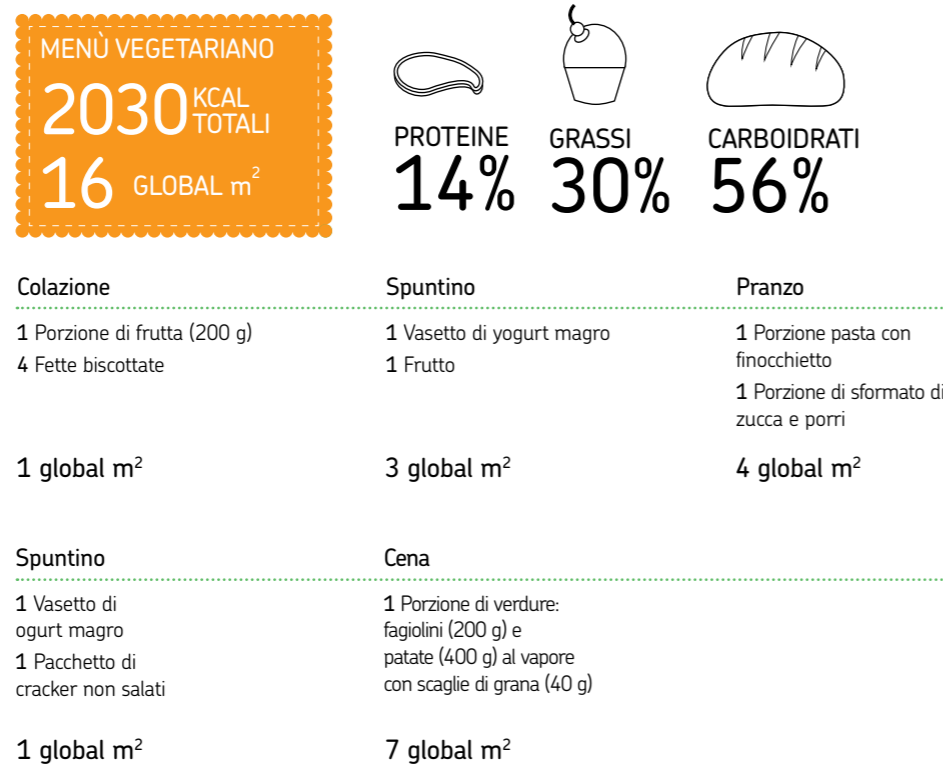 MENÙ VEGETARIANO
2030 KCAL TOTALI
16 GLOBAL m²
PROTEINE
14%
GRASSI
30%
CARBOIDRATI
56%
Colazione
1 Porzione di frutta (200 g)
4 Fette biscottate
1 global m²
Spuntino
1 Vasetto di yogurt magro
1 Frutto
3 global m²
Pranzo
1 Porzione pasta con
finocchietto
1 Porzione di sformato di
zucca e porri
4 global m²
Spuntino
1 Vasetto di
ogurt magro
1 Pacchetto di
cracker non salati
1 global m²
Cena
1 Porzione di verdure:
fagiolini (200 g) e
patate (400 g) al vapore
con scaglie di grana (40 g)
7 global m²